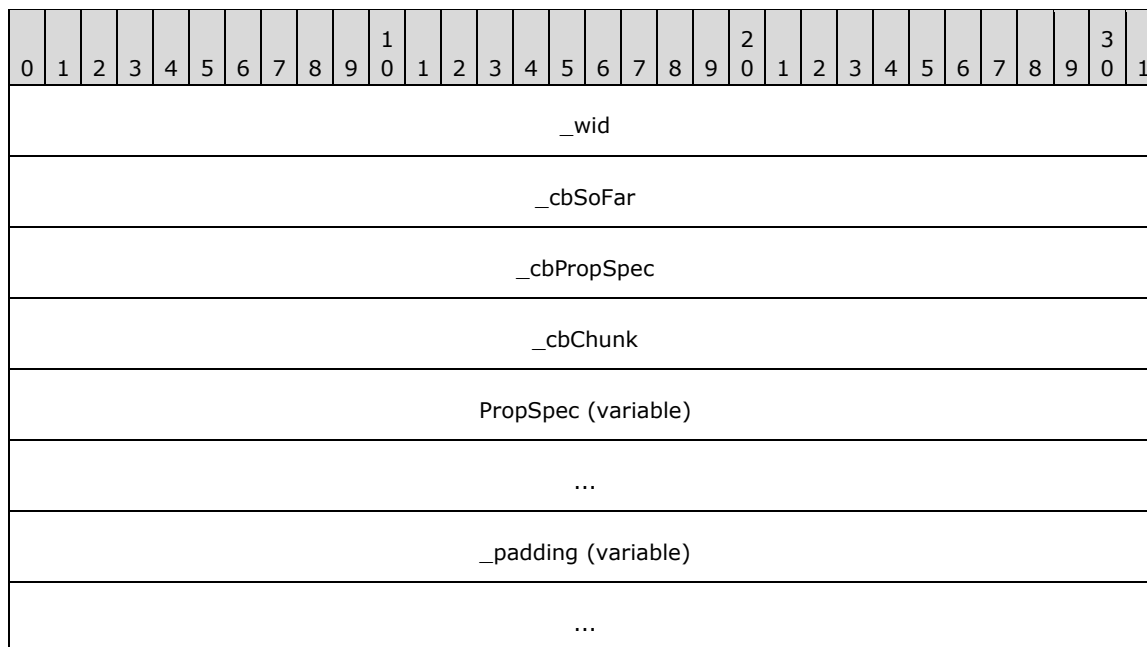 1 2 3
0 1 2 3 4 5 6 7 8 9 0 1 2 3 4 5 6 7 8 9 0 1 2 3 4 5 6 7 8 9 0 1
_wid
_cbSoFar
_cbPropSpec
_cbChunk
PropSpec (variable)
...
_padding (variable)
...